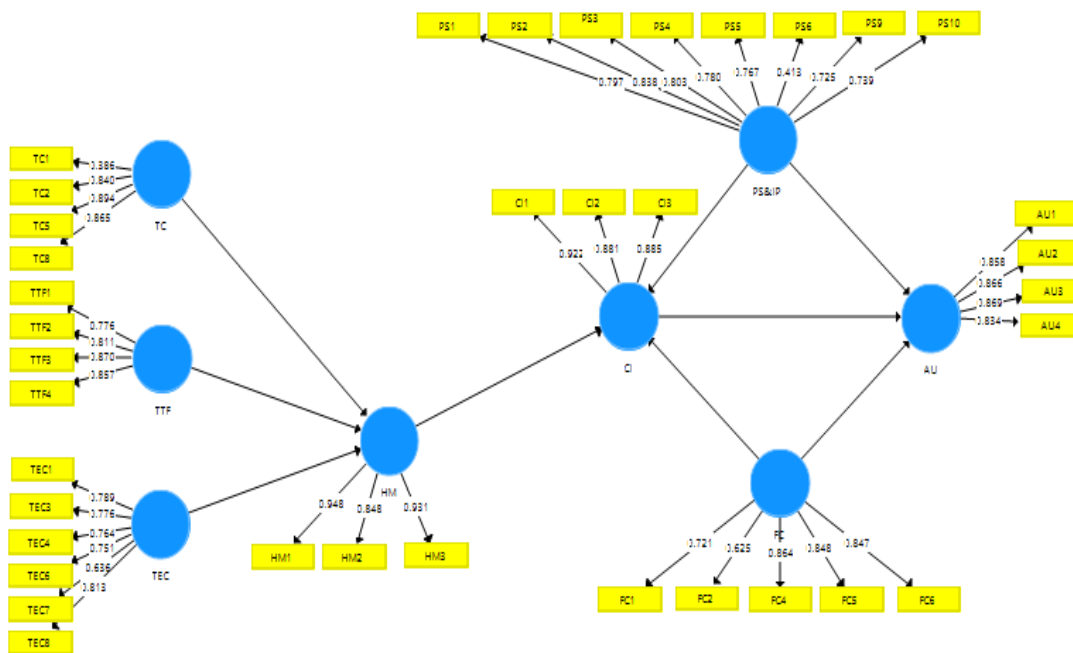 PS1
PS2
PS3
PS4
PS5
PS6
PS9
PS10
0.797
0.838
0.803
0.780
0.767
0.413
0.725
0.739
PS&IP
TC1
TC2
TC5
TC8
0.386
0.840
0.894
0.865
TC
CI1
CI2
CI3
0.922
0.881
0.885
CI
AU1
AU2
AU3
AU4
0.858
0.866
0.869
0.834
AU
TTF1
TTF2
TTF3
TTF4
0.776
0.811
0.870
0.857
TTF
HM
0.948
0.848
0.931
HM1
HM2
HM3
TEC1
TEC3
TEC4
TEC6
TEC7
TEC8
0.789
0.776
0.764
0.751
0.636
0.813
TEC
FC
0.721
0.625
0.864
0.848
0.847
FC1
FC2
FC4
FC5
FC6